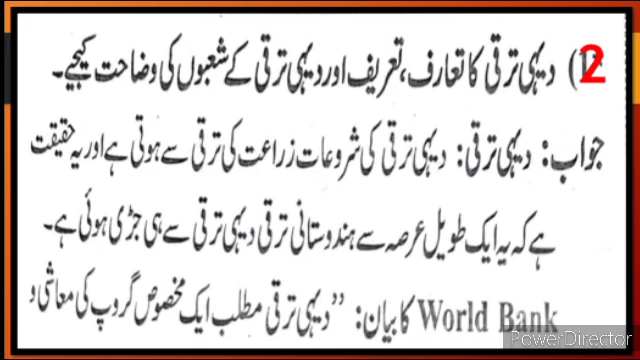 2) دیہی ترقی کا تعارف، تعریف اور دیہی ترقی کے شعبوں کی وضاحت کیجیے۔
جواب: دیہی ترقی: دیہی ترقی کی شروعات زراعت کی ترقی سے ہوتی ہے اور یہ حقیقت
ہے کہ یہ ایک طویل عرصہ سے ہندوستانی ترقی دیہی ترقی سے ہی جڑی ہوئی ہے۔
World Bank کا بیان: "دیہی ترقی مطلب ایک مخصوص گروپ کی معاشی و
PowerDirector